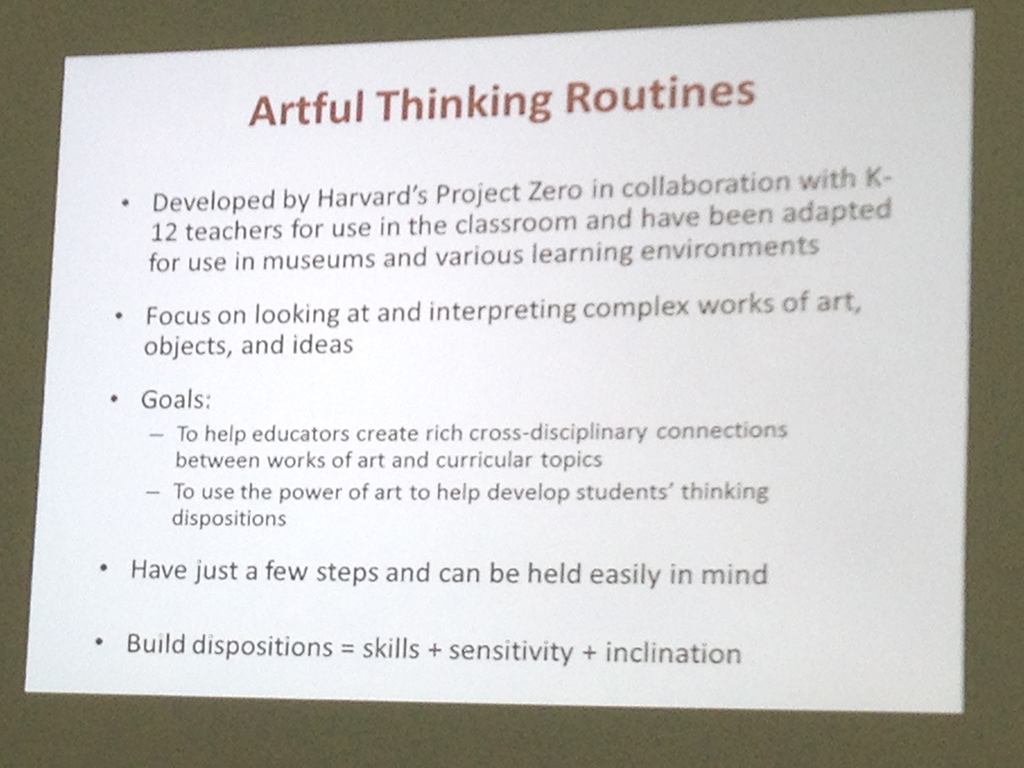 Artful Thinking Routines
• Developed by Harvard's Project Zero in collaboration with K-
12 teachers for use in the classroom and have been adapted
for use in museums and various learning environments
• Focus on looking at and interpreting complex works of art,
objects, and ideas
• Goals:
– To help educators create rich cross-disciplinary connections
between works of art and curricular topics
– To use the power of art to help develop students' thinking
dispositions
• Have just a few steps and can be held easily in mind
• Build dispositions = skills + sensitivity + inclination